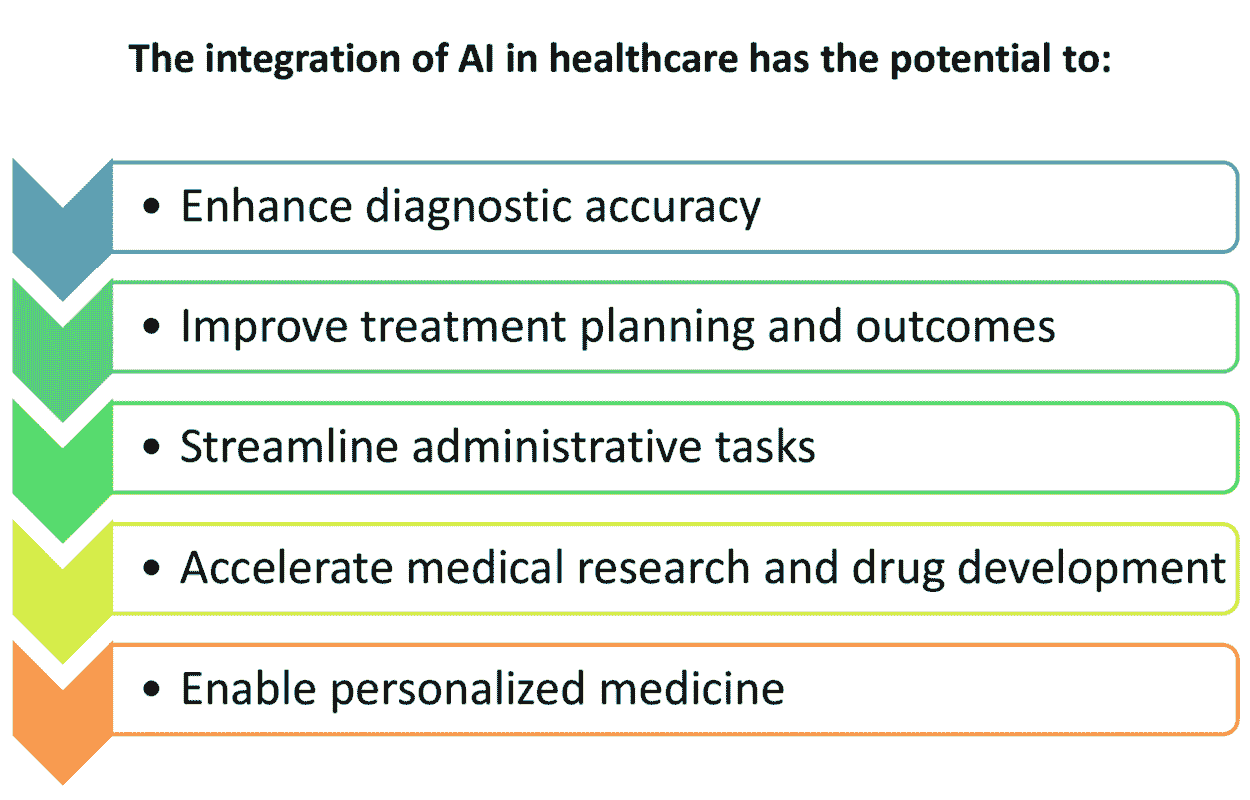 The integration of AI in healthcare has the potential to:
• Enhance diagnostic accuracy
• Improve treatment planning and outcomes
• Streamline administrative tasks
• Accelerate medical research and drug development
• Enable personalized medicine